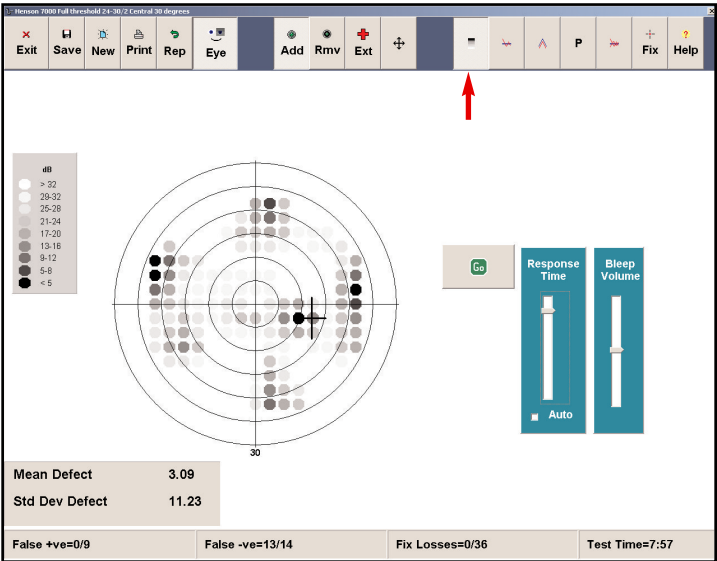 Henson 7000 Full threshold 24-30/2 Central 30 degrees
Exit Save New Print Rep Eye Add Rmv Ext P Fix Help
dB
> 32
29-32
25-28
21-24
17-20
13-16
9-12
5-8
< 5
Go
Response Time
Bleep Volume
Auto
30
Mean Defect 3.09
Std Dev Defect 11.23
False +ve=0/9 False -ve=13/14 Fix Losses=0/36 Test Time=7:57